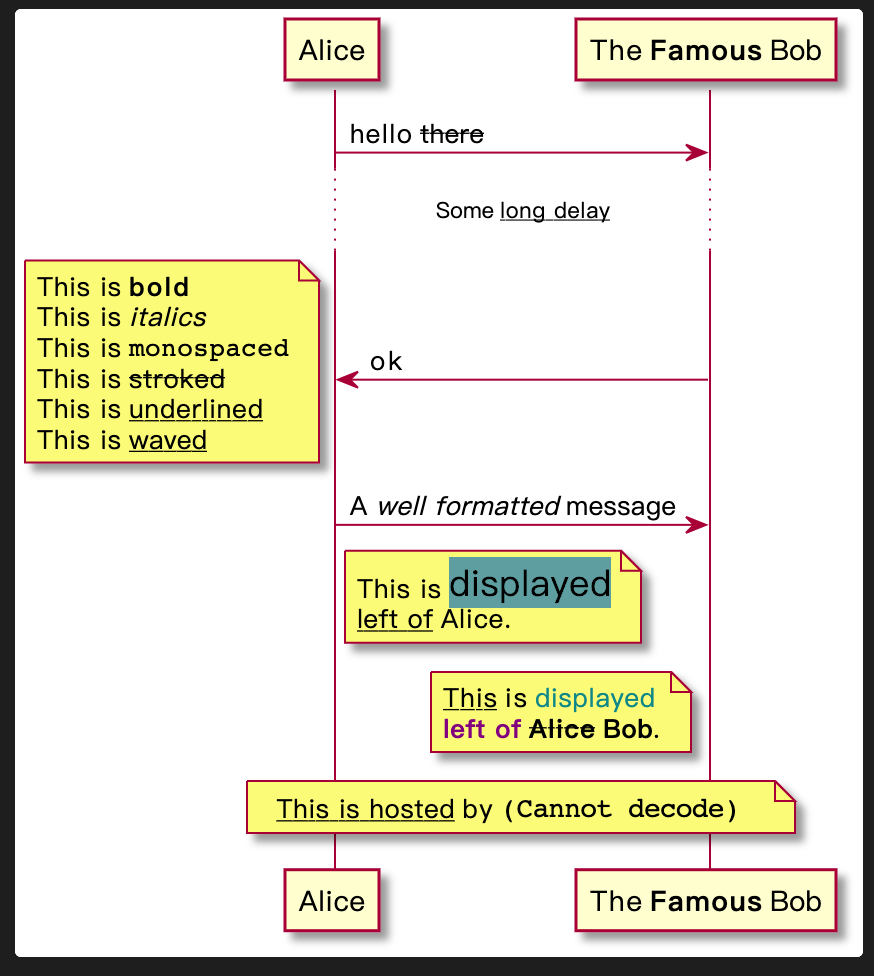 Alice
The Famous Bob
hello there
Some long delay
This is bold
This is italics
This is monospaced
This is stroked
This is underlined
This is waved
ok
A well formatted message
This is displayed
left of Alice.
This is displayed
left of Alice Bob.
This is hosted by (Cannot decode)
Alice
The Famous Bob